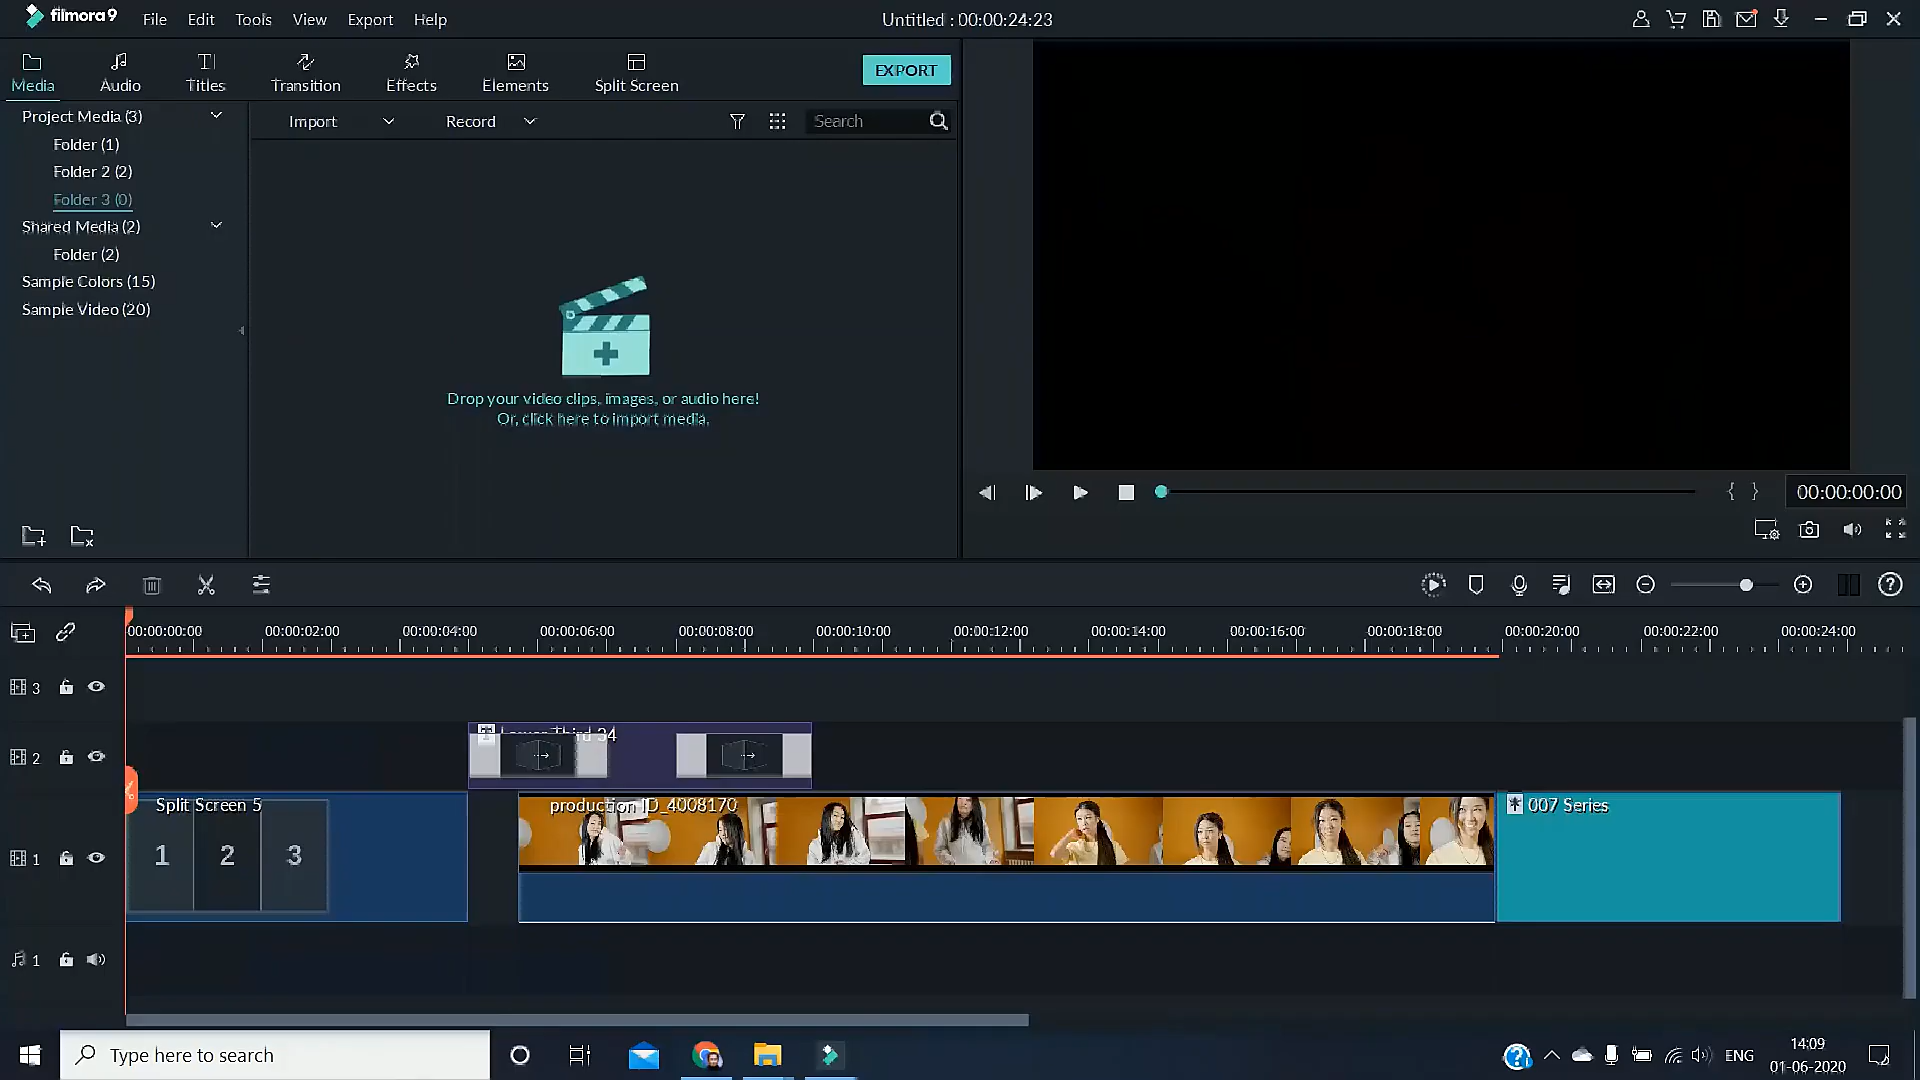 filmora9 File Edit Tools View Export Help Untitled : 00:00:24:23
Media Audio Titles Transition Effects Elements Split Screen EXPORT
Project Media (3)
Folder (1)
Folder 2 (2)
Folder 3 (0)
Shared Media (2)
Folder (2)
Sample Colors (15)
Sample Video (20)
Import Record Search
Drop your video clips, images, or audio here!
Or, click here to import media.
00:00:00:00
00:00:00:00 00:00:02:00 00:00:04:00 00:00:06:00 00:00:08:00 00:00:10:00 00:00:12:00 00:00:14:00 00:00:16:00 00:00:18:00 00:00:20:00 00:00:22:00 00:00:24:00
3
2 Lower Third 34
Split Screen 5 production ID_4008170 007 Series
1 1 2 3
1
Type here to search ENG 14:09
01-06-2020